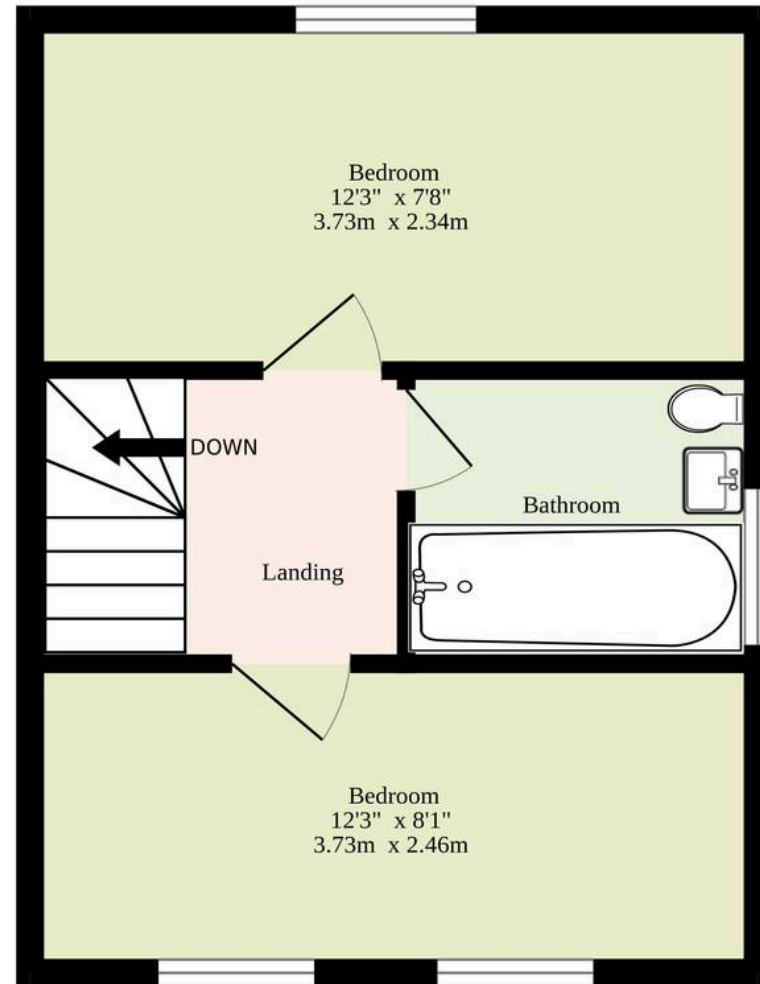 Bedroom
12'3" x 7'8"
3.73m x 2.34m
DOWN
Bathroom
Landing
Bedroom
12'3" x 8'1"
3.73m x 2.46m